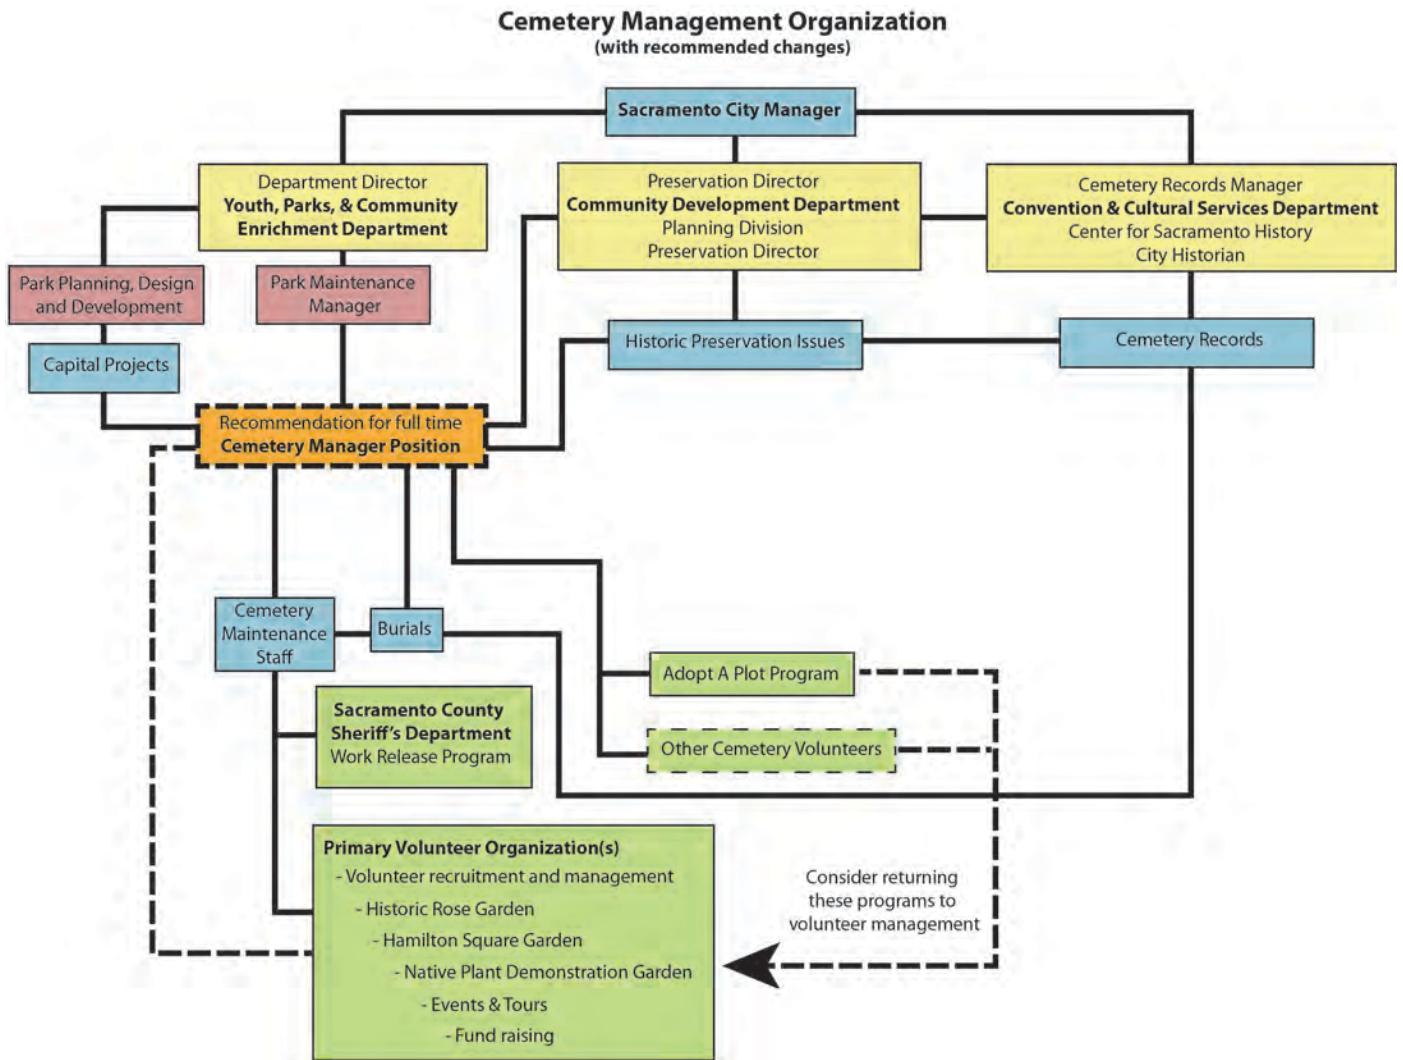 Cemetery Management Organization
(with recommended changes)
Sacramento City Manager
Department Director
Youth, Parks, & Community
Enrichment Department
Preservation Director
Community Development Department
Planning Division
Preservation Director
Cemetery Records Manager
Convention & Cultural Services Department
Center for Sacramento History
City Historian
Park Planning, Design
and Development
Park Maintenance
Manager
Capital Projects
Historic Preservation Issues
Cemetery Records
Recommendation for full time
Cemetery Manager Position
Cemetery
Maintenance
Staff
Burials
Adopt A Plot Program
Sacramento County
Sheriff's Department
Work Release Program
Other Cemetery Volunteers
Primary Volunteer Organization(s)
- Volunteer recruitment and management
- Historic Rose Garden
- Hamilton Square Garden
- Native Plant Demonstration Garden
- Events & Tours
- Fund raising
Consider returning
these programs to
volunteer management